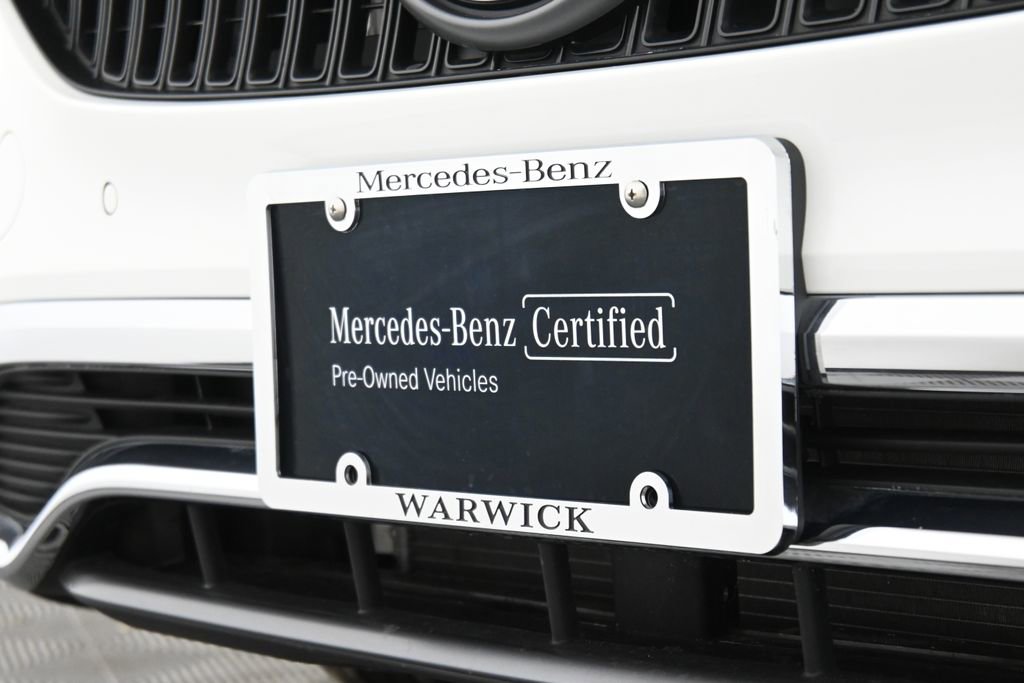 Mercedes-Benz
Mercedes-Benz Certified
Pre-Owned Vehicles
WARWICK